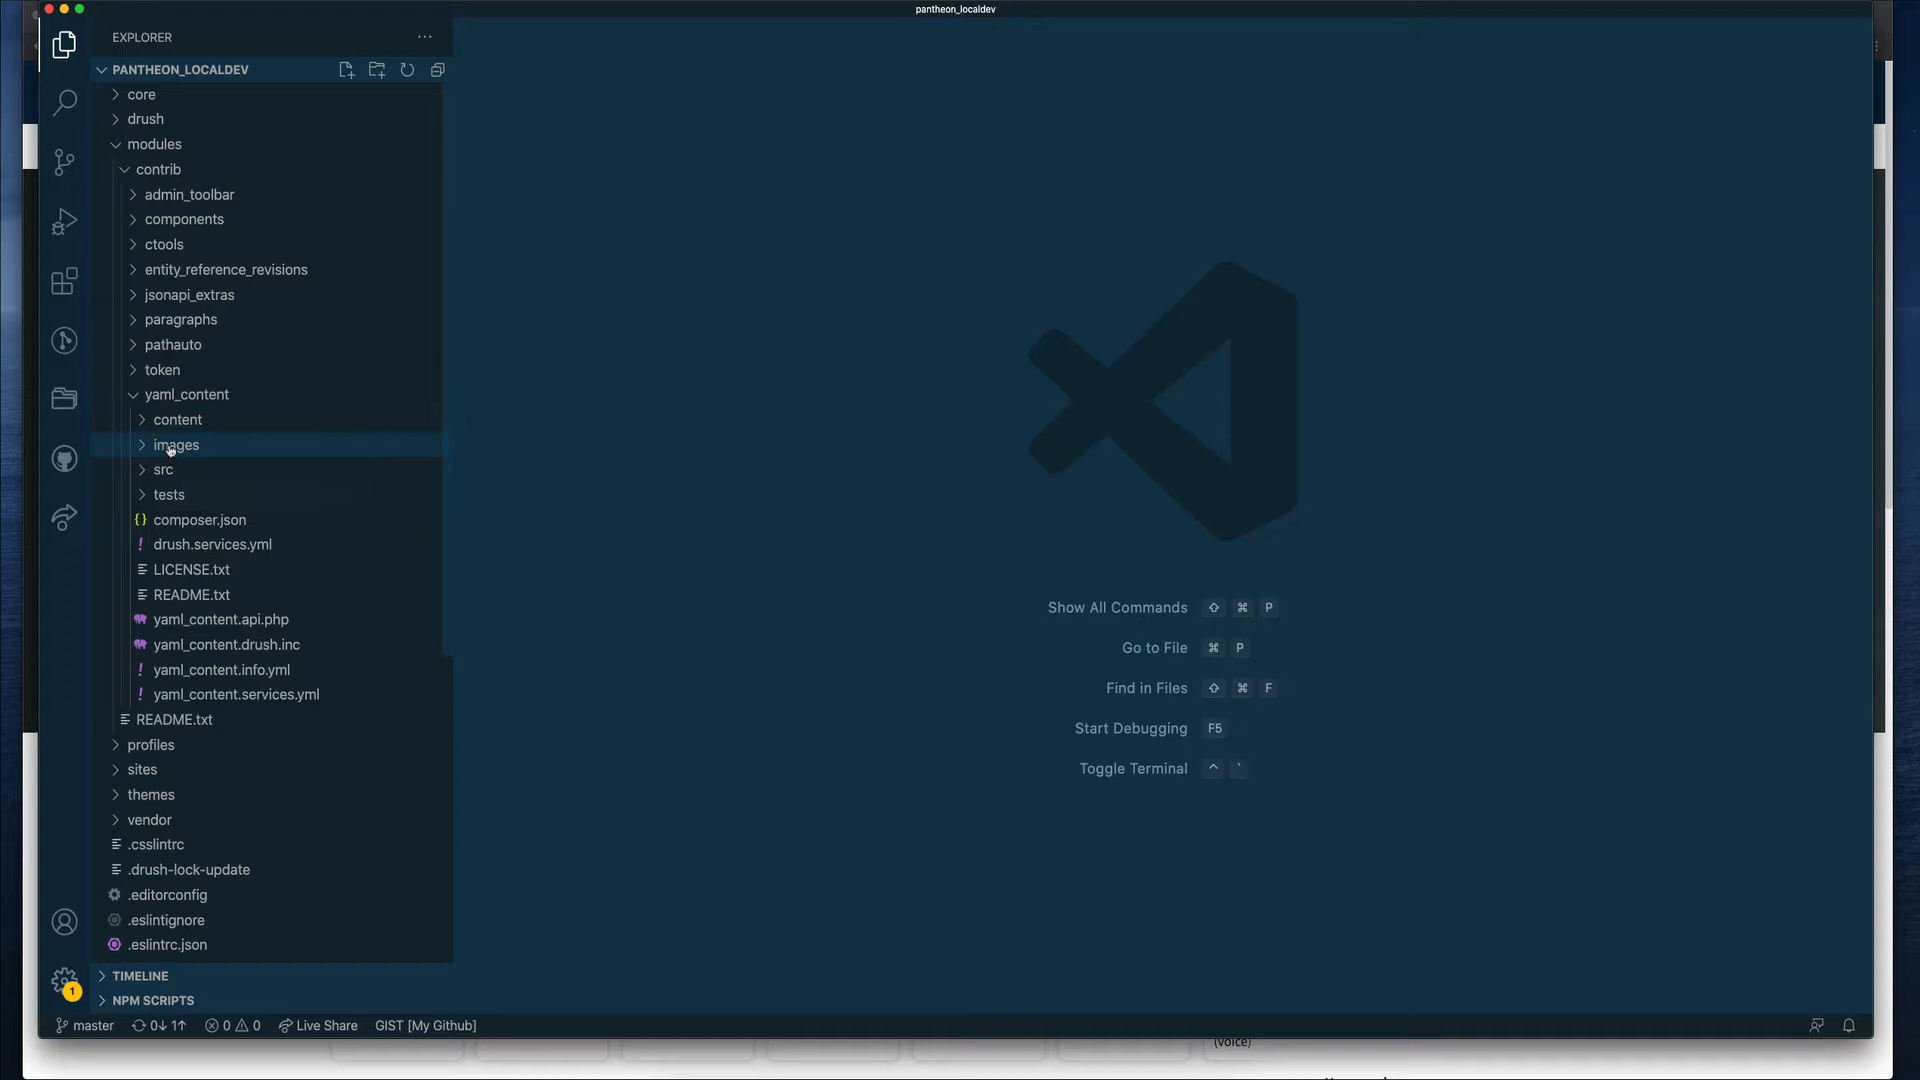 pantheon_localdev
EXPLORER
PANTHEON_LOCALDEV
core
drush
modules
contrib
admin_toolbar
components
ctools
entity_reference_revisions
jsonapi_extras
paragraphs
pathauto
token
yaml_content
content
images
src
tests
{} composer.json
! drush.services.yml
LICENSE.txt
README.txt
yaml_content.api.php
yaml_content.drush.inc
! yaml_content.info.yml
! yaml_content.services.yml
README.txt
profiles
sites
themes
vendor
.csslintrc
.drush-lock-update
.editorconfig
.eslintignore
.eslintrc.json
TIMELINE
NPM SCRIPTS
Show All Commands ⇧ ⌘ P
Go to File ⌘ P
Find in Files ⇧ ⌘ F
Start Debugging F5
Toggle Terminal ^ `
1
master 0↓ 1↑ 0 0 Live Share GIST [My Github]
(voice)